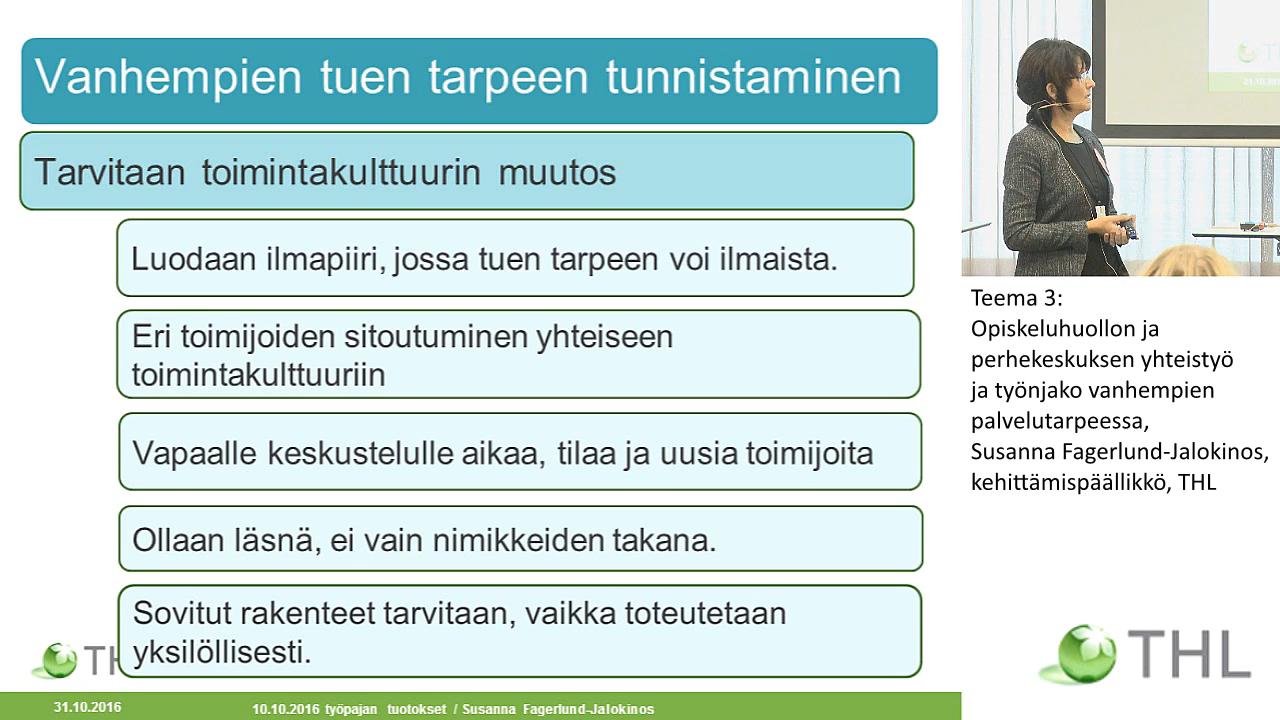 Vanhempien tuen tarpeen tunnistaminen
Tarvitaan toimintakulttuurin muutos
Luodaan ilmapiiri, jossa tuen tarpeen voi ilmaista.
Eri toimijoiden sitoutuminen yhteiseen
toimintakulttuuriin
Vapaalle keskustelulle aikaa, tilaa ja uusia toimijoita
Ollaan läsnä, ei vain nimikkeiden takana.
Sovitut rakenteet tarvitaan, vaikka toteutetaan
yksilöllisesti.
31.10.2016
10.10.2016 työpajan tuotokset / Susanna Fagerlund-Jalokinos
Teema 3:
Opiskeluhuollon ja
perhekeskuksen yhteistyö
ja työnjako vanhempien
palvelutarpeessa,
Susanna Fagerlund-Jalokinos,
kehittämispäällikkö, THL
THL